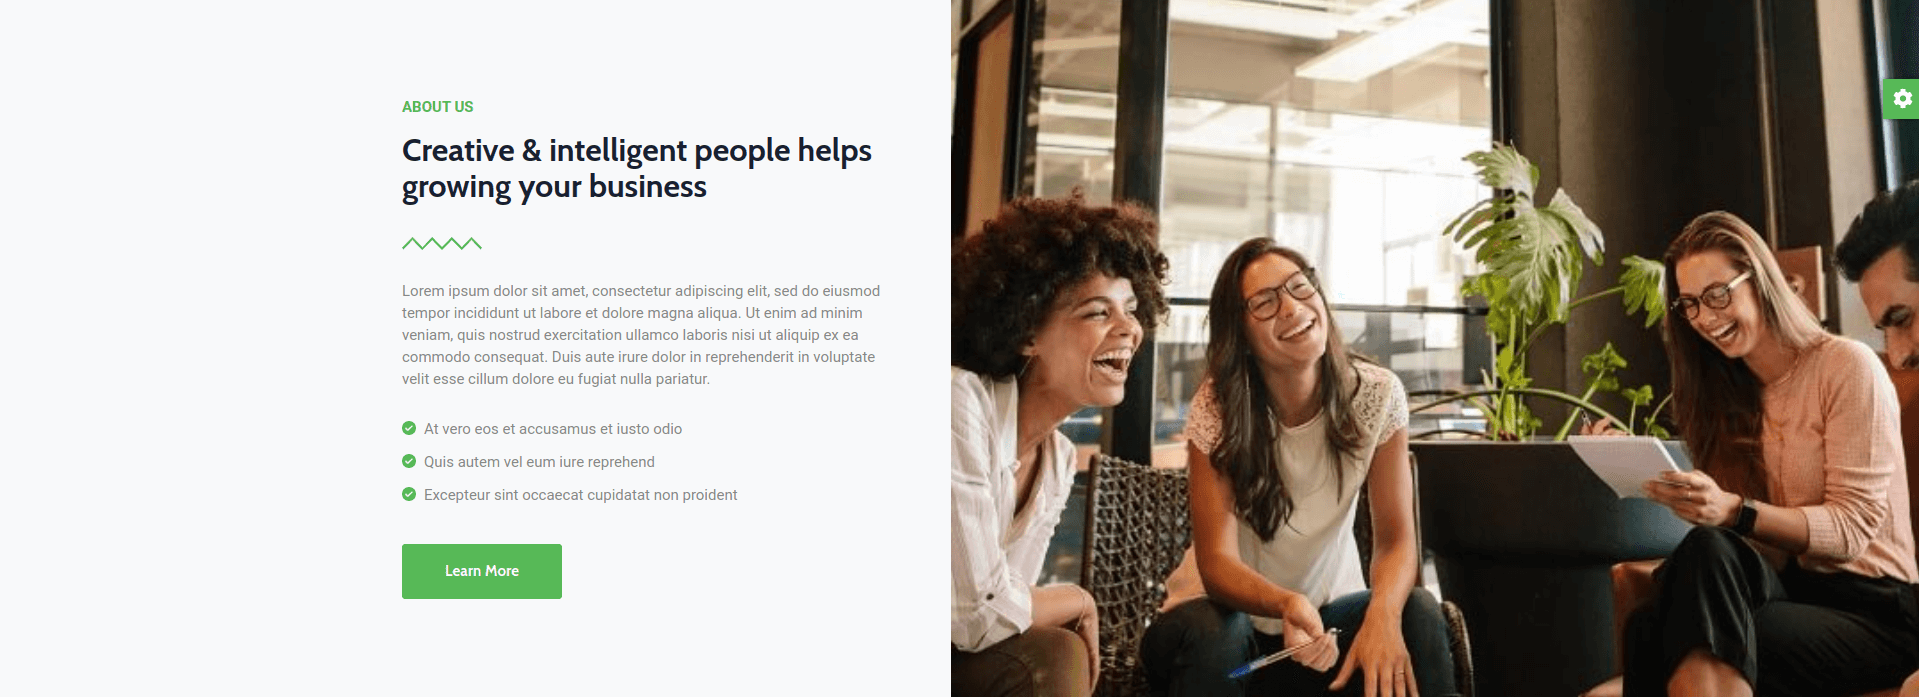 ABOUT US
Creative & intelligent people helps
growing your business
Lorem ipsum dolor sit amet, consectetur adipiscing elit, sed do eiusmod
tempor incididunt ut labore et dolore magna aliqua. Ut enim ad minim
veniam, quis nostrud exercitation ullamco laboris nisi ut aliquip ex ea
commodo consequat. Duis aute irure dolor in reprehenderit in voluptate
velit esse cillum dolore eu fugiat nulla pariatur.
At vero eos et accusamus et iusto odio
Quis autem vel eum iure reprehend
Excepteur sint occaecat cupidatat non proident
Learn More